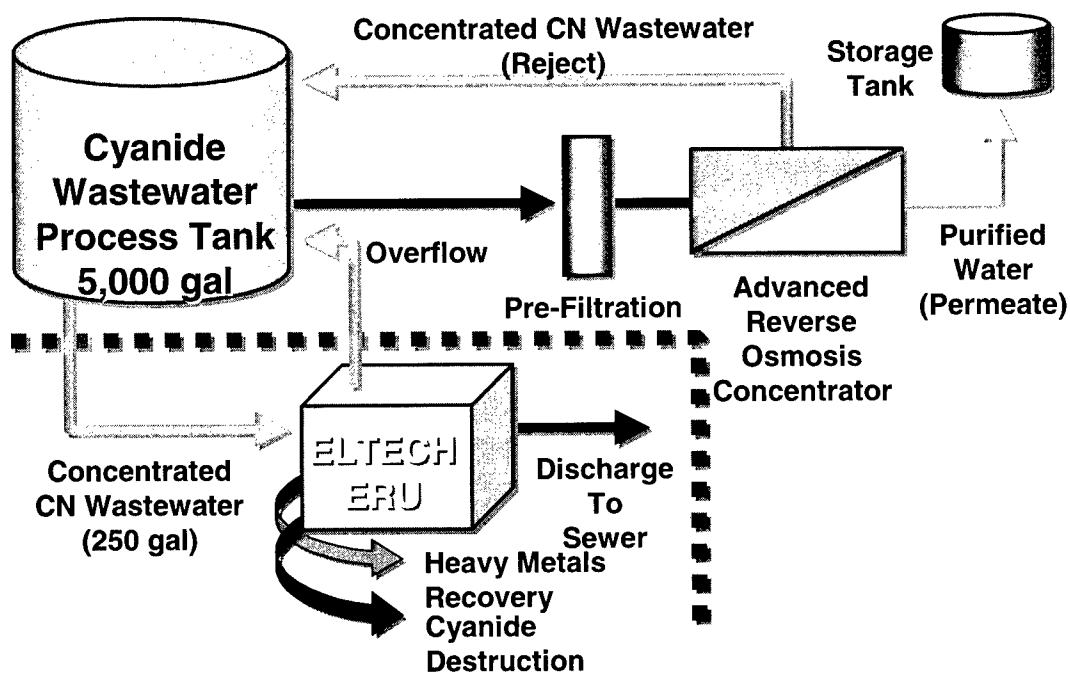 Concentrated CN Wastewater
(Reject)
Storage
Tank
Cyanide
Wastewater
Process Tank
5,000 gal
Overflow
Pre-Filtration
Advanced
Reverse
Osmosis
Concentrator
Purified
Water
(Permeate)
Concentrated
CN Wastewater
(250 gal)
ELTECH
ERU
Discharge
To
Sewer
Heavy Metals
Recovery
Cyanide
Destruction